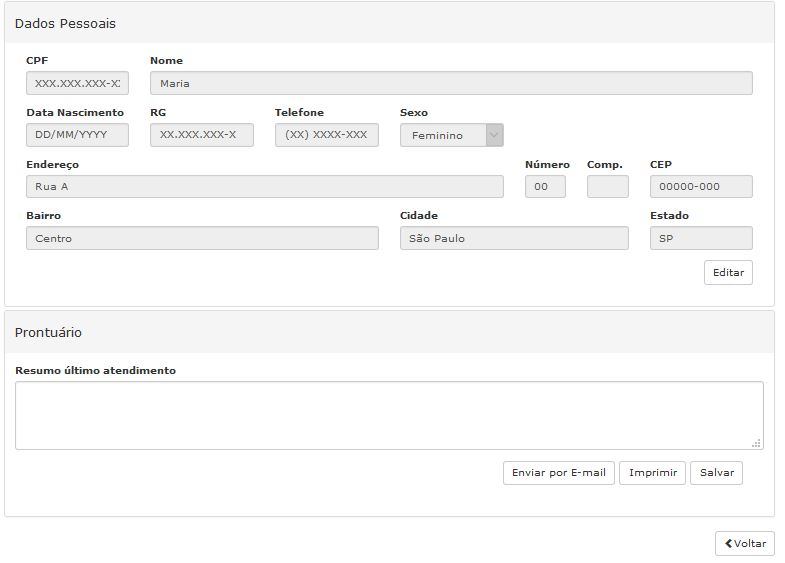 Dados Pessoais
CPF Nome
XXX.XXX.XXX-X Maria
Data Nascimento RG Telefone Sexo
DD/MM/YYYY XX.XXX.XXX-X (XX) XXXX-XXX Feminino
Endereço Número Comp. CEP
Rua A 00 00000-000
Bairro Cidade Estado
Centro São Paulo SP
Editar
Prontuário
Resumo último atendimento
Enviar por E-mail Imprimir Salvar
Voltar